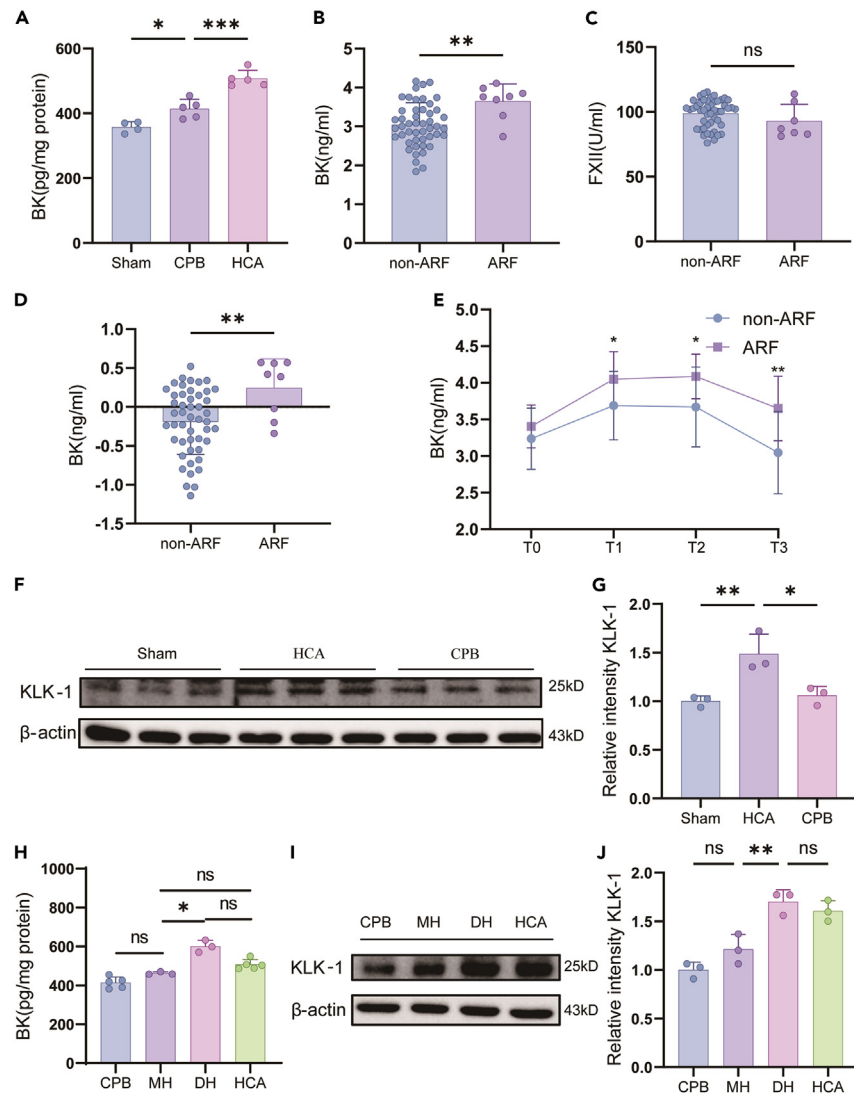 A
BK(pg/mg protein)
600
400
200
0
* ***
Sham CPB HCA
B
BK(ng/ml)
5
4
3
2
1
0
**
non-ARF ARF
C
FXII(U/ml)
150
100
50
0
ns
non-ARF ARF
D
BK(ng/ml)
1.0
0.5
0.0
-0.5
-1.0
-1.5
**
non-ARF ARF
E
BK(ng/ml)
5.0
4.5
4.0
3.5
3.0
2.5
2.0
non-ARF
ARF
* * **
T0 T1 T2 T3
F
Sham HCA CPB
KLK-1 25kD
β-actin 43kD
G
Relative intensity KLK-1
2.0
1.5
1.0
0.5
0.0
** *
Sham HCA CPB
H
BK(pg/mg protein)
1000
800
600
400
200
0
ns
* ns
ns
CPB MH DH HCA
I
CPB MH DH HCA
KLK-1 25kD
β-actin 43kD
J
Relative intensity KLK-1
2.0
1.5
1.0
0.5
0.0
ns ** ns
CPB MH DH HCA